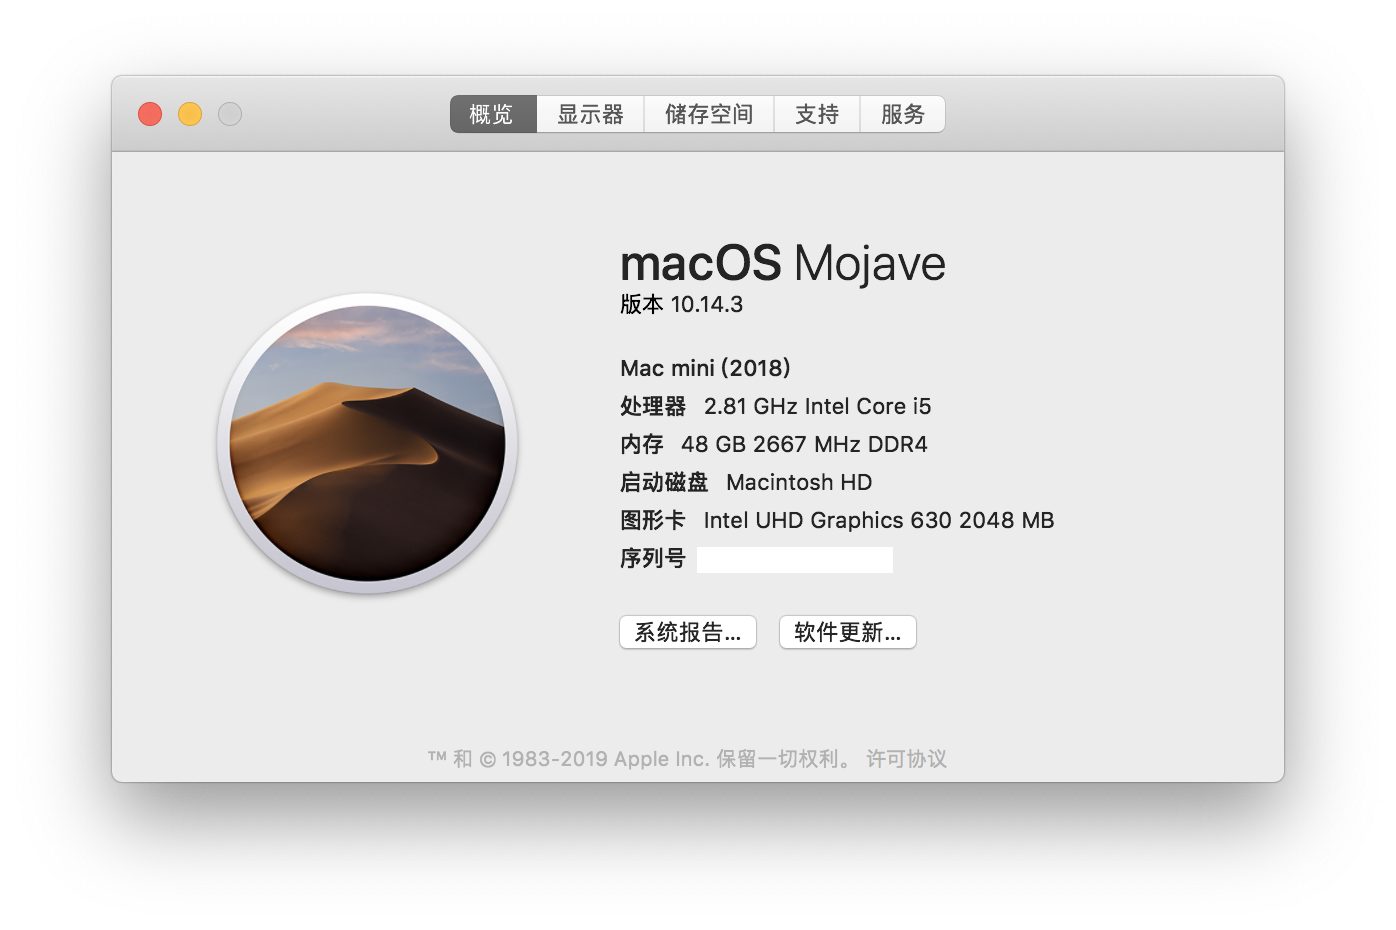 概览 显示器 储存空间 支持 服务
macOS Mojave
版本 10.14.3
Mac mini (2018)
处理器 2.81 GHz Intel Core i5
内存 48 GB 2667 MHz DDR4
启动磁盘 Macintosh HD
图形卡 Intel UHD Graphics 630 2048 MB
序列号
系统报告... 软件更新...
™ 和 © 1983-2019 Apple Inc. 保留一切权利。 许可协议